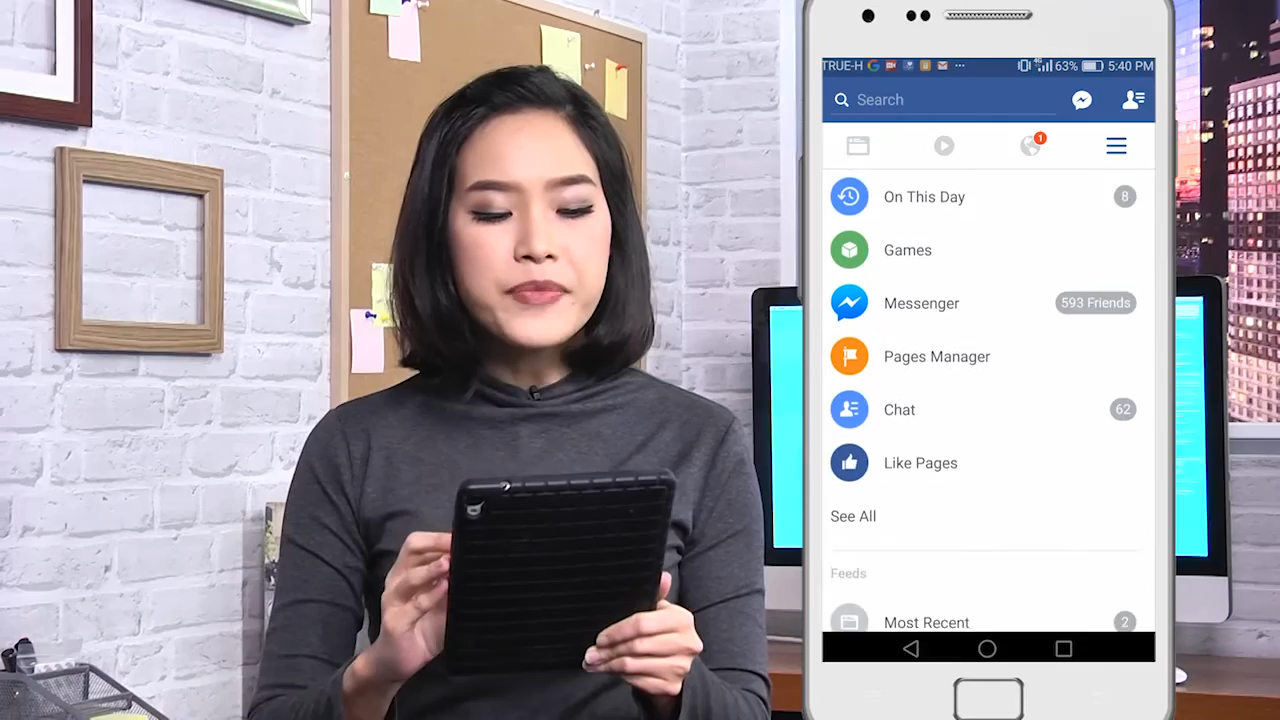 TRUE-H 4G 63% 5:40 PM
Search
1
On This Day 8
Games
Messenger 593 Friends
Pages Manager
Chat 62
Like Pages
See All
Feeds
Most Recent 2